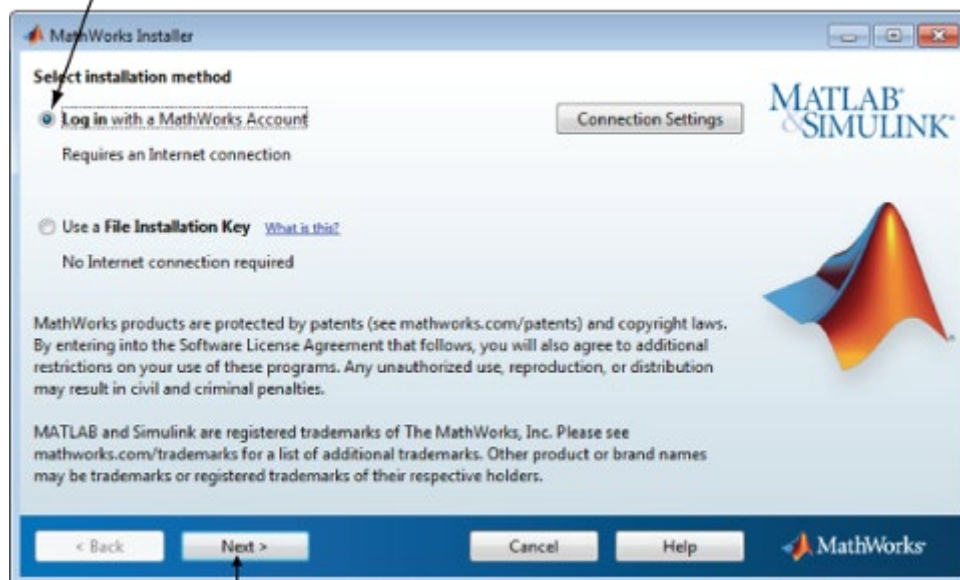 MathWorks Installer
Select installation method
Log in with a MathWorks Account
Connection Settings
MATLAB®
&SIMULINK®
Requires an Internet connection
Use a File Installation Key What is this?
No Internet connection required
MathWorks products are protected by patents (see mathworks.com/patents) and copyright laws.
By entering into the Software License Agreement that follows, you will also agree to additional
restrictions on your use of these programs. Any unauthorized use, reproduction, or distribution
may result in civil and criminal penalties.
MATLAB and Simulink are registered trademarks of The MathWorks, Inc. Please see
mathworks.com/trademarks for a list of additional trademarks. Other product or brand names
may be trademarks or registered trademarks of their respective holders.
< Back
Next >
Cancel
Help
MathWorks®